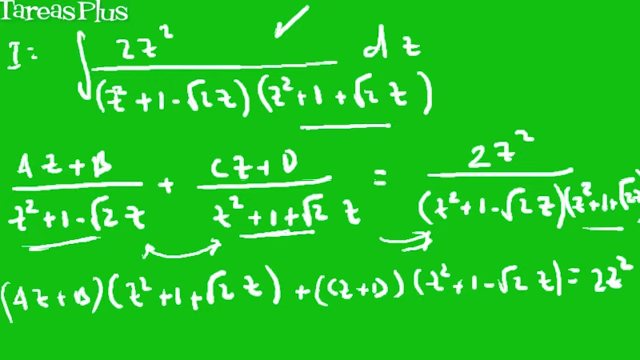 TareasPlus
I = ∫ 2z² / (z² + 1 - √2 z)(z² + 1 + √2 z) dz ✓
Az + B / z² + 1 - √2 z + Cz + D / z² + 1 + √2 z = 2z² / (z² + 1 - √2 z)(z² + 1 + √2 z)
(Az + B)(z² + 1 + √2 z) + (Cz + D)(z² + 1 - √2 z) = 2z²